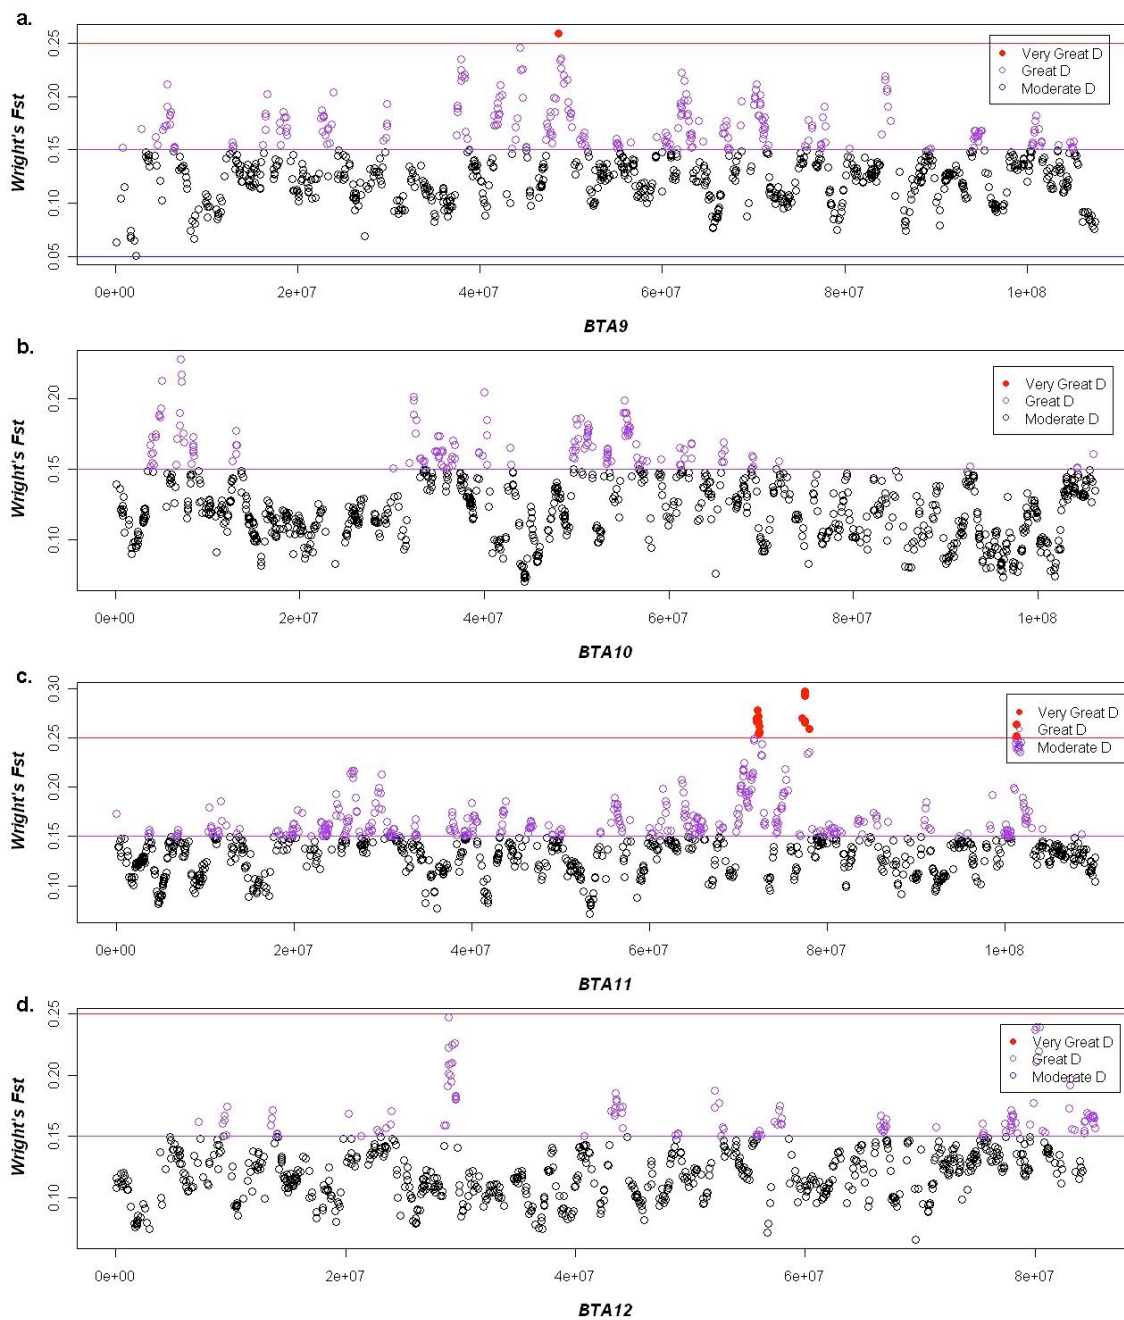 a.
0.25
0.20
0.15
0.10
0.05
Wright's Fst
Very Great D
Great D
Moderate D
0e+00 2e+07 4e+07 6e+07 8e+07 1e+08
BTA9
b.
0.20
0.15
0.10
Wright's Fst
Very Great D
Great D
Moderate D
0e+00 2e+07 4e+07 6e+07 8e+07 1e+08
BTA10
c.
0.30
0.25
0.20
0.15
0.10
Wright's Fst
Very Great D
Great D
Moderate D
0e+00 2e+07 4e+07 6e+07 8e+07 1e+08
BTA11
d.
0.25
0.20
0.15
0.10
Wright's Fst
Very Great D
Great D
Moderate D
0e+00 2e+07 4e+07 6e+07 8e+07
BTA12